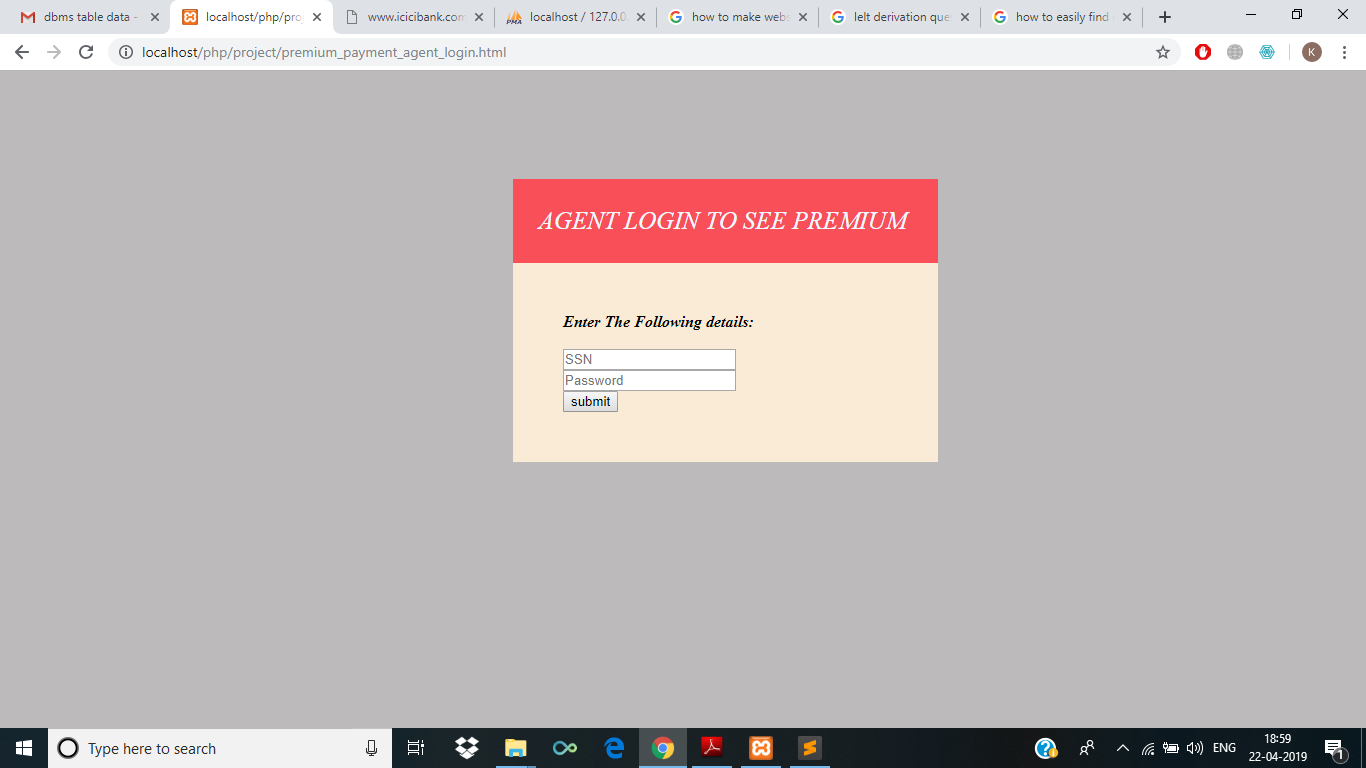 dbms table data -
localhost/php/pro
www.icicibank.com
localhost / 127.0.0
how to make webs
lelt derivation que
how to easily find
localhost/php/project/premium_payment_agent_login.html
K
AGENT LOGIN TO SEE PREMIUM
Enter The Following details:
SSN
Password
submit
Type here to search
ENG
18:59
22-04-2019
1